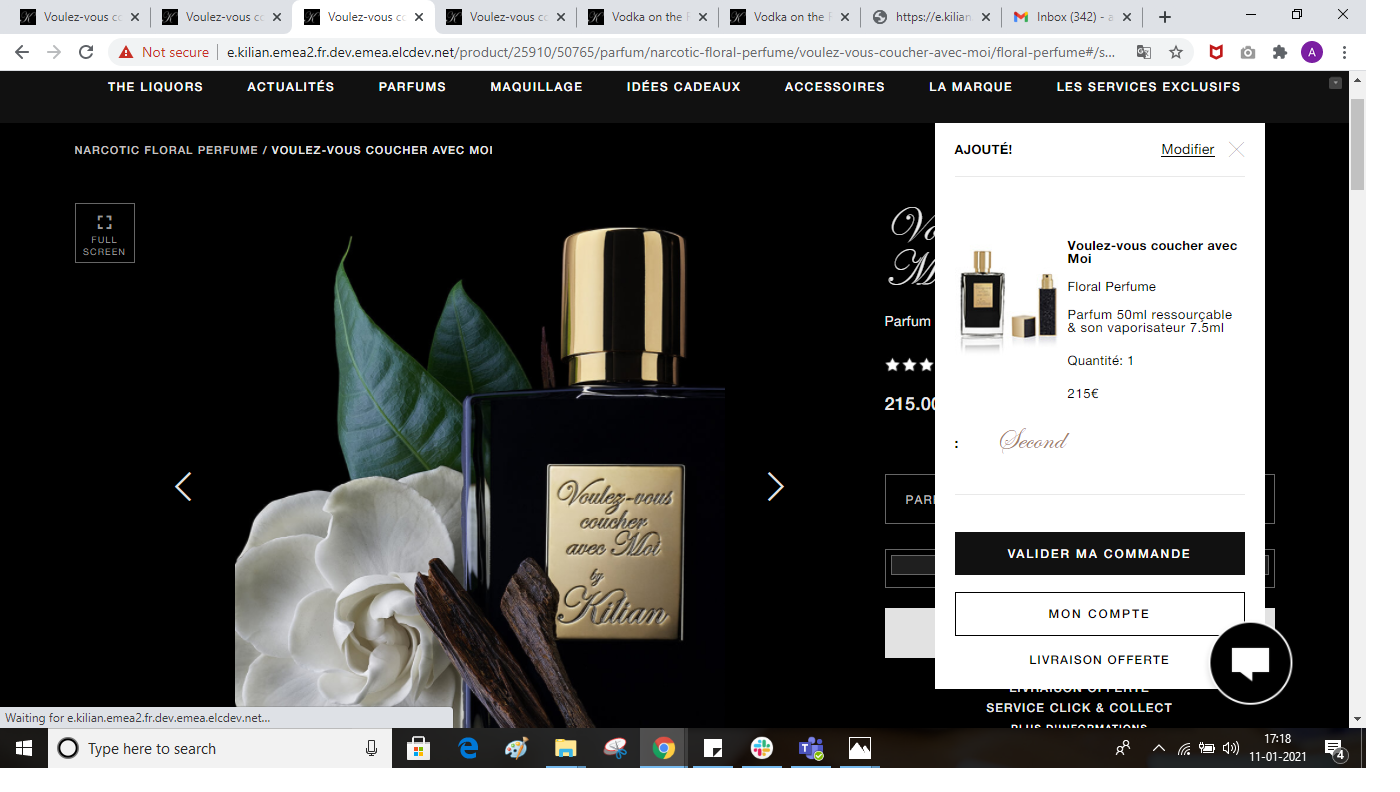 Voulez-vous co
Voulez-vous co
Voulez-vous co
Voulez-vous co
Vodka on the
Vodka on the
https://e.kilian.
Inbox (342) - a
Not secure
e.kilian.emea2.fr.dev.emea.elcdev.net/product/25910/50765/parfum/narcotic-floral-perfume/voulez-vous-coucher-avec-moi/floral-perfume#/s...
A
THE LIQUORS ACTUALITÉS PARFUMS MAQUILLAGE IDÉES CADEAUX ACCESSOIRES LA MARQUE LES SERVICES EXCLUSIFS
NARCOTIC FLORAL PERFUME / VOULEZ-VOUS COUCHER AVEC MOI
FULL
SCREEN
Voulez-vous
coucher
avec Moi
by
Kilian
Vo
M
Parfum
215.00
PAR
AJOUTÉ!
Modifier
Voulez-vous coucher avec
Moi
Floral Perfume
Parfum 50ml ressourçable
& son vaporisateur 7.5ml
Quantité: 1
215€
: Second
VALIDER MA COMMANDE
MON COMPTE
LIVRAISON OFFERTE
LIVRAISON OFFERTE
SERVICE CLICK & COLLECT
PLUS D'INFORMATIONS
Waiting for e.kilian.emea2.fr.dev.emea.elcdev.net...
Type here to search
17:18
11-01-2021
4